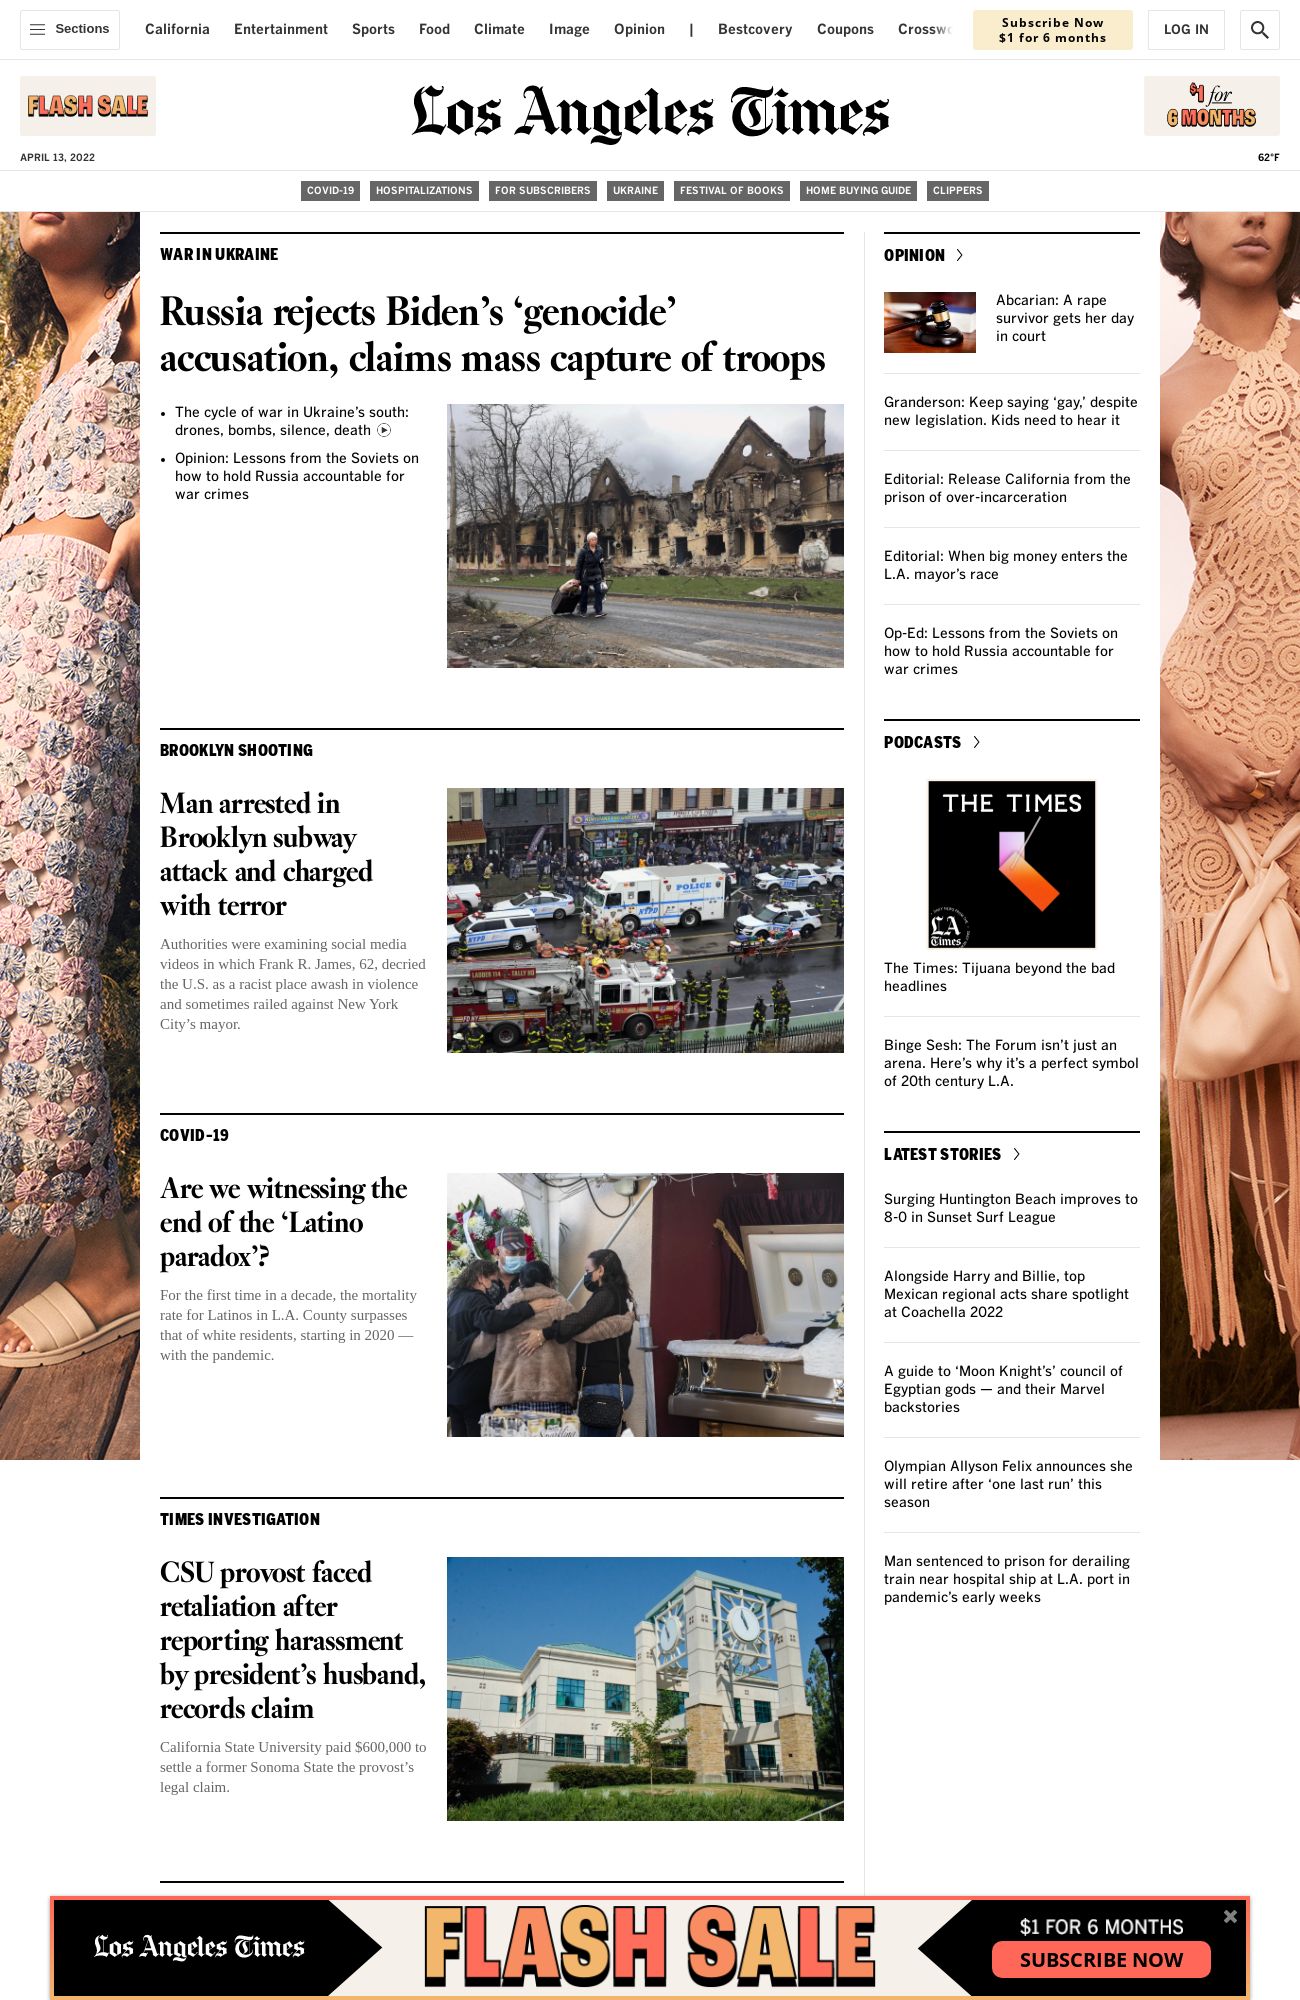 Sections
California
Entertainment
Sports
Food
Climate
Image
Opinion
|
Bestcovery
Coupons
Subscribe Now
$1 for 6 months
LOG IN
FLASH SALE
Los Angeles Times
$1 for
6 MONTHS
APRIL 13, 2022
62°F
COVID-19
HOSPITALIZATIONS
FOR SUBSCRIBERS
UKRAINE
FESTIVAL OF BOOKS
HOME BUYING GUIDE
CLIPPERS
WAR IN UKRAINE
Russia rejects Biden’s ‘genocide’
accusation, claims mass capture of troops
The cycle of war in Ukraine’s south:
drones, bombs, silence, death
Opinion: Lessons from the Soviets on
how to hold Russia accountable for
war crimes
BROOKLYN SHOOTING
Man arrested in
Brooklyn subway
attack and charged
with terror
Authorities were examining social media
videos in which Frank R. James, 62, decried
the U.S. as a racist place awash in violence
and sometimes railed against New York
City’s mayor.
POLICE
NYPD
NYPD
LADDER 114
TALLY HO
COVID-19
Are we witnessing the
end of the ‘Latino
paradox’?
For the first time in a decade, the mortality
rate for Latinos in L.A. County surpasses
that of white residents, starting in 2020 —
with the pandemic.
TIMES INVESTIGATION
CSU provost faced
retaliation after
reporting harassment
by president’s husband,
records claim
California State University paid $600,000 to
settle a former Sonoma State the provost’s
legal claim.
OPINION
Abcarian: A rape
survivor gets her day
in court
Granderson: Keep saying ‘gay,’ despite
new legislation. Kids need to hear it
Editorial: Release California from the
prison of over-incarceration
Editorial: When big money enters the
L.A. mayor’s race
Op-Ed: Lessons from the Soviets on
how to hold Russia accountable for
war crimes
PODCASTS
THE TIMES
LA
Times
The Times: Tijuana beyond the bad
headlines
Binge Sesh: The Forum isn’t just an
arena. Here’s why it’s a perfect symbol
of 20th century L.A.
LATEST STORIES
Surging Huntington Beach improves to
8-0 in Sunset Surf League
Alongside Harry and Billie, top
Mexican regional acts share spotlight
at Coachella 2022
A guide to ‘Moon Knight’s’ council of
Egyptian gods — and their Marvel
backstories
Olympian Allyson Felix announces she
will retire after ‘one last run’ this
season
Man sentenced to prison for derailing
train near hospital ship at L.A. port in
pandemic’s early weeks
Los Angeles Times
FLASH SALE
$1 FOR 6 MONTHS
SUBSCRIBE NOW